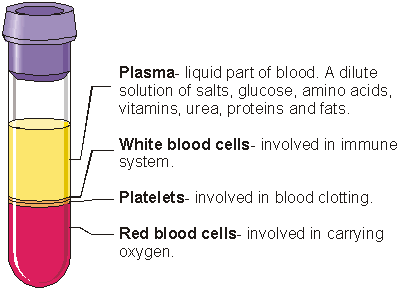 Plasma- liquid part of blood. A dilute
solution of salts, glucose, amino acids,
vitamins, urea, proteins and fats.
White blood cells- involved in immune
system.
Platelets- involved in blood clotting.
Red blood cells- involved in carrying
oxygen.